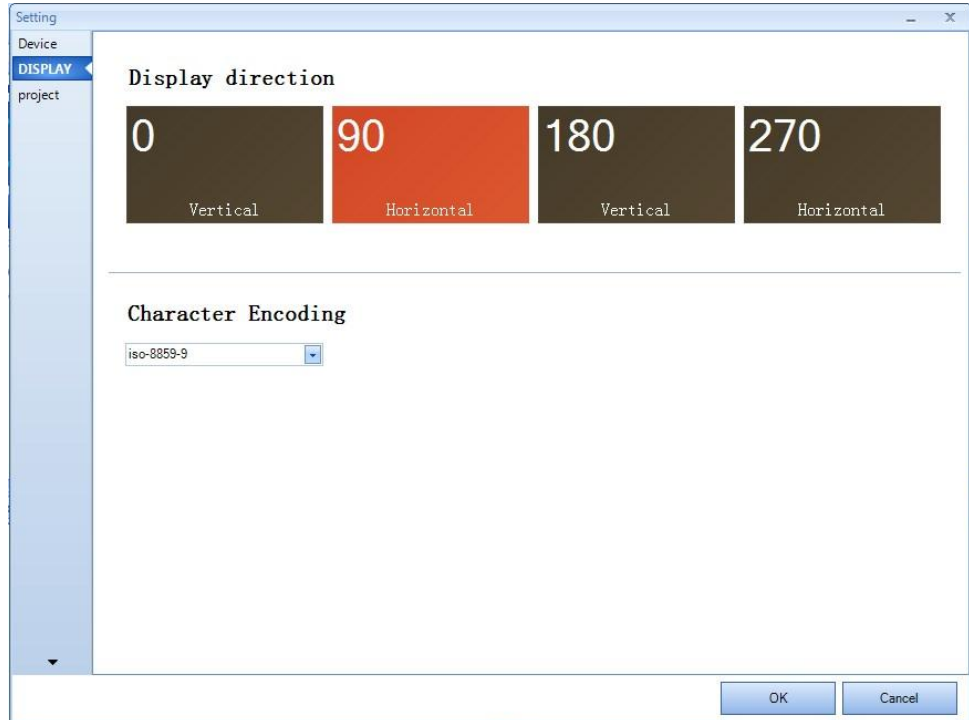 Setting
Device
DISPLAY
project
Display direction
0
Vertical
90
Horizontal
180
Vertical
270
Horizontal
Character Encoding
iso-8859-9
OK
Cancel